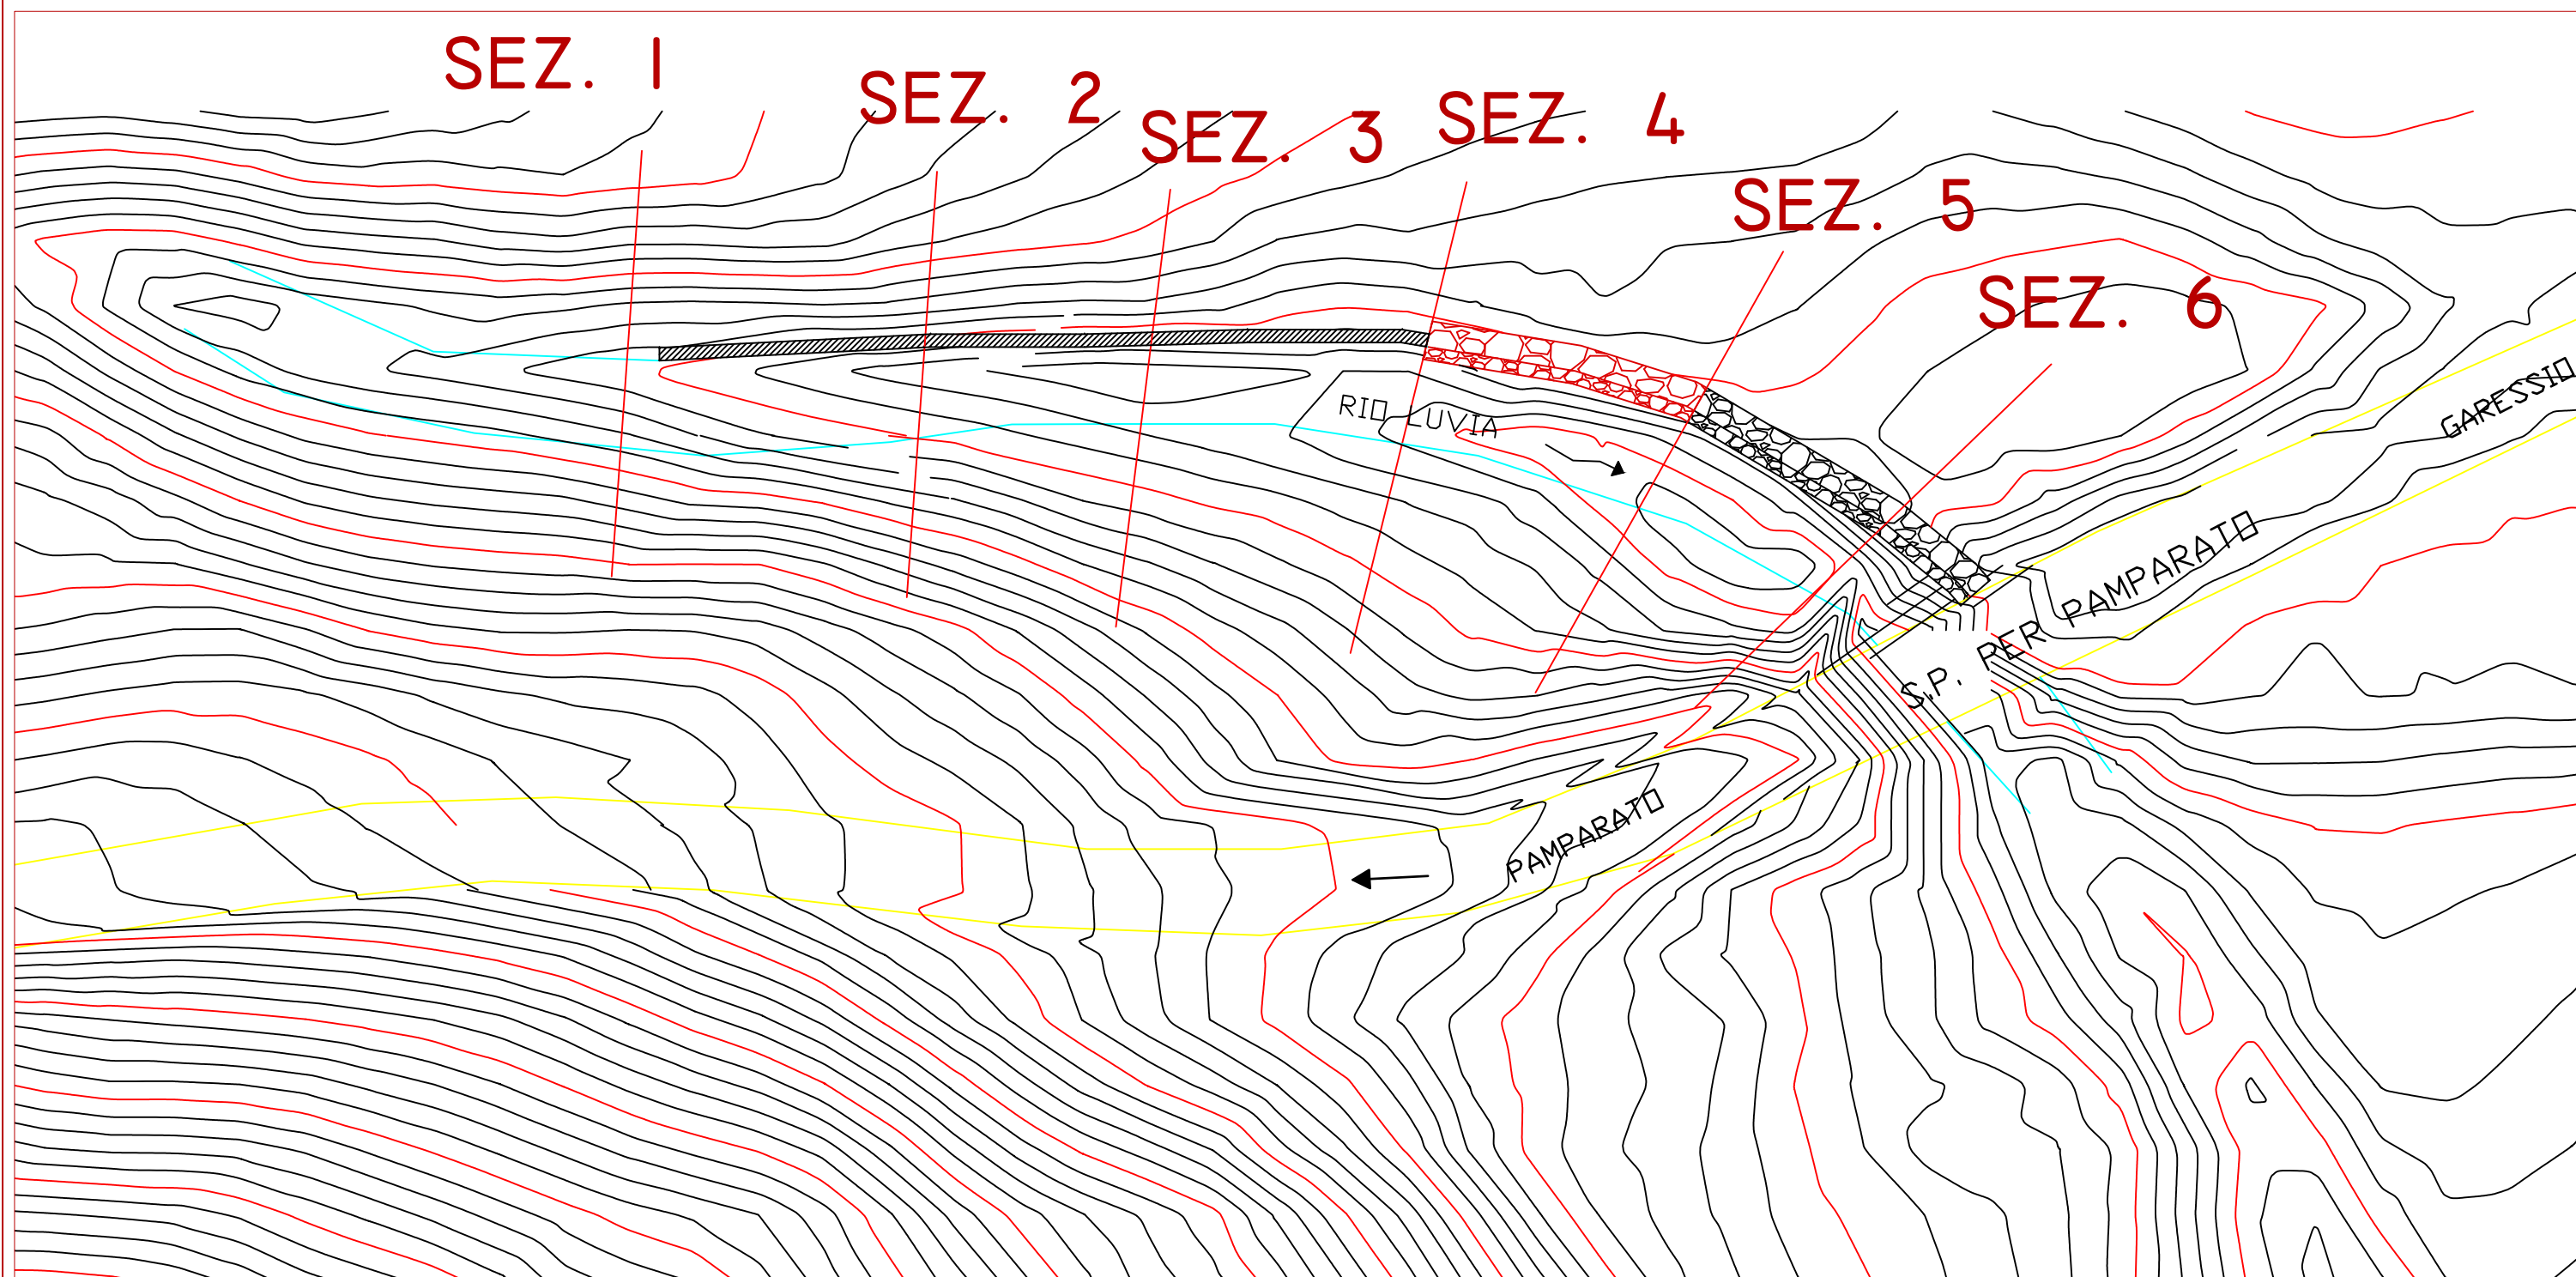 SEZ. 1
SEZ. 2
SEZ. 3
SEZ. 4
SEZ. 5
SEZ. 6
RIO LUVIA
GARESSIO
S.P. PER PAMPARATO
PAMPARATO